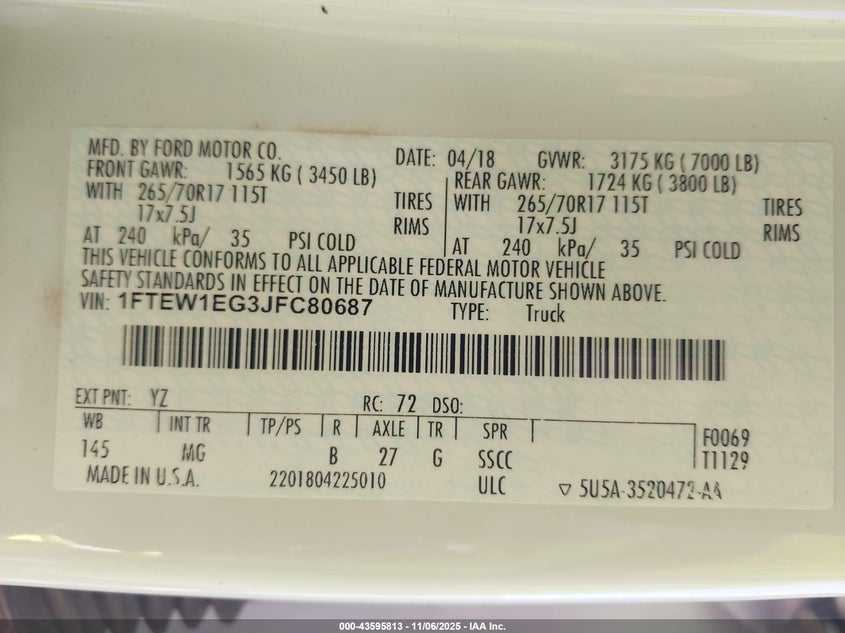 MFD. BY FORD MOTOR CO. DATE: 04/18 GVWR: 3175 KG ( 7000 LB)
FRONT GAWR: 1565 KG ( 3450 LB) REAR GAWR: 1724 KG ( 3800 LB)
WITH 265/70R17 115T TIRES WITH 265/70R17 115T TIRES
17x7.5J RIMS 17x7.5J RIMS
AT 240 kPa/ 35 PSI COLD AT 240 kPa/ 35 PSI COLD
THIS VEHICLE CONFORMS TO ALL APPLICABLE FEDERAL MOTOR VEHICLE
SAFETY STANDARDS IN EFFECT ON THE DATE OF MANUFACTURE SHOWN ABOVE.
VIN: 1FTEW1EG3JFC80687 TYPE: Truck
EXT PNT: YZ RC: 72 DSO:
WB INT TR TP/PS R AXLE TR SPR F0069
145 MG B 27 G SSCC T1129
MADE IN U.S.A. 2201804225010 ULC ▽ 5U5A-3520472-AA
000-43595813 - 11/06/2025 - IAA Inc.